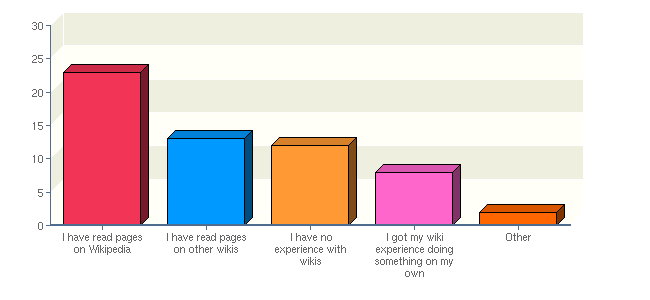 30
25
20
15
10
5
0
I have read pages
on Wikipedia
I have read pages
on other wikis
I have no
experience with
wikis
I got my wiki
experience doing
something on my
own
Other